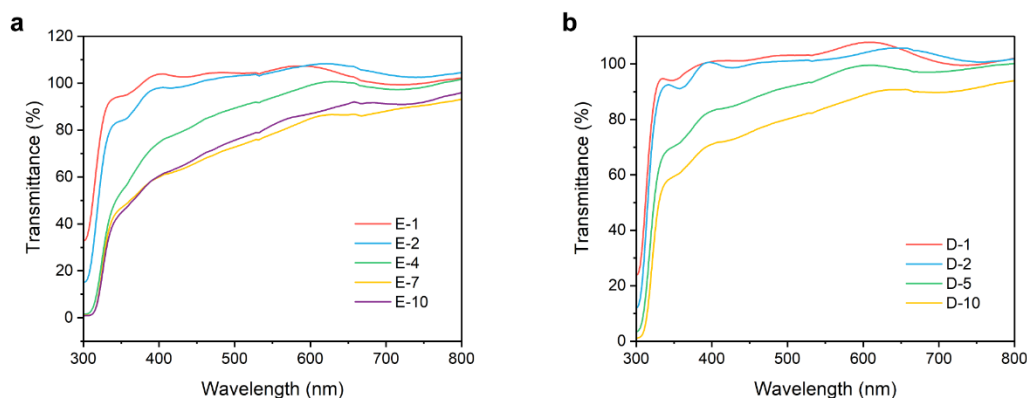 a
120
100
80
60
40
20
0
Transmittance (%)
E-1
E-2
E-4
E-7
E-10
300 400 500 600 700 800
Wavelength (nm)
b
100
80
60
40
20
0
Transmittance (%)
D-1
D-2
D-5
D-10
300 400 500 600 700 800
Wavelength (nm)